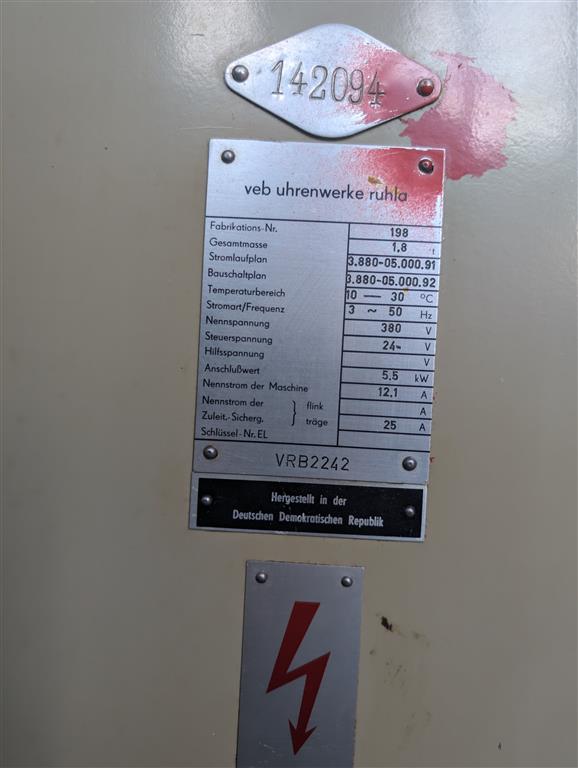 142094
veb uhrenwerke ruhla
Fabrikations-Nr. 198
Gesamtmasse 1,8
Stromlaufplan 3.880-05.000.91
Bauschaltplan 3.880-05.000.92
Temperaturbereich 10 — 30 °C
Stromart/Frequenz 3 ~ 50 Hz
Nennspannung 380 V
Steuerspannung 24- V
Hilfsspannung V
Anschlußwert 5.5 kW
Nennstrom der Maschine 12.1 A
Nennstrom der } flink A
Zuleit.-Sicherg. träge 25 A
Schlüssel-Nr. EL
VRB2242
Hergestellt in der
Deutschen Demokratischen Republik